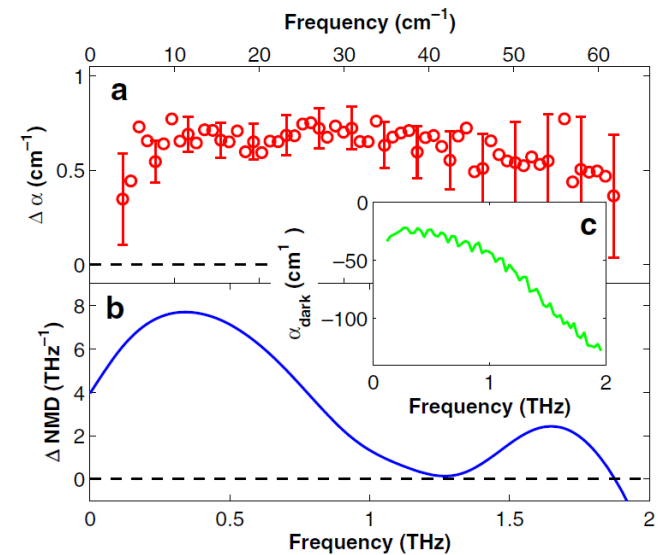 Frequency (cm⁻¹)
0 10 20 30 40 50 60
a
1
0.5
0
Δ α (cm⁻¹)
c
0
−50
−100
α_dark (cm⁻¹)
0 1 2
Frequency (THz)
b
8
6
4
2
0
Δ NMD (THz⁻¹)
0 0.5 1 1.5 2
Frequency (THz)